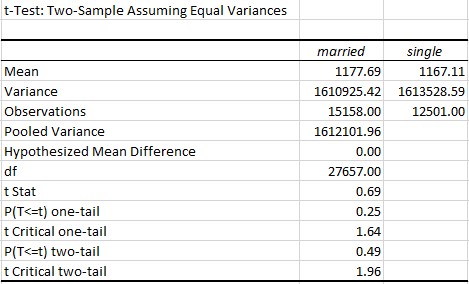 t-Test: Two-Sample Assuming Equal Variances
married single
Mean 1177.69 1167.11
Variance 1610925.42 1613528.59
Observations 15158.00 12501.00
Pooled Variance 1612101.96
Hypothesized Mean Difference 0.00
df 27657.00
t Stat 0.69
P(T<=t) one-tail 0.25
t Critical one-tail 1.64
P(T<=t) two-tail 0.49
t Critical two-tail 1.96